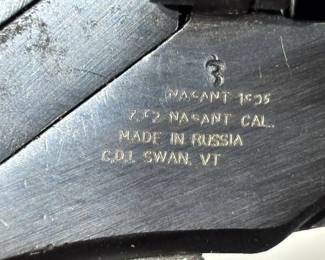 NAGANT 1895
7.62 NAGANT CAL.
MADE IN RUSSIA
C.D.I. SWAN. VT